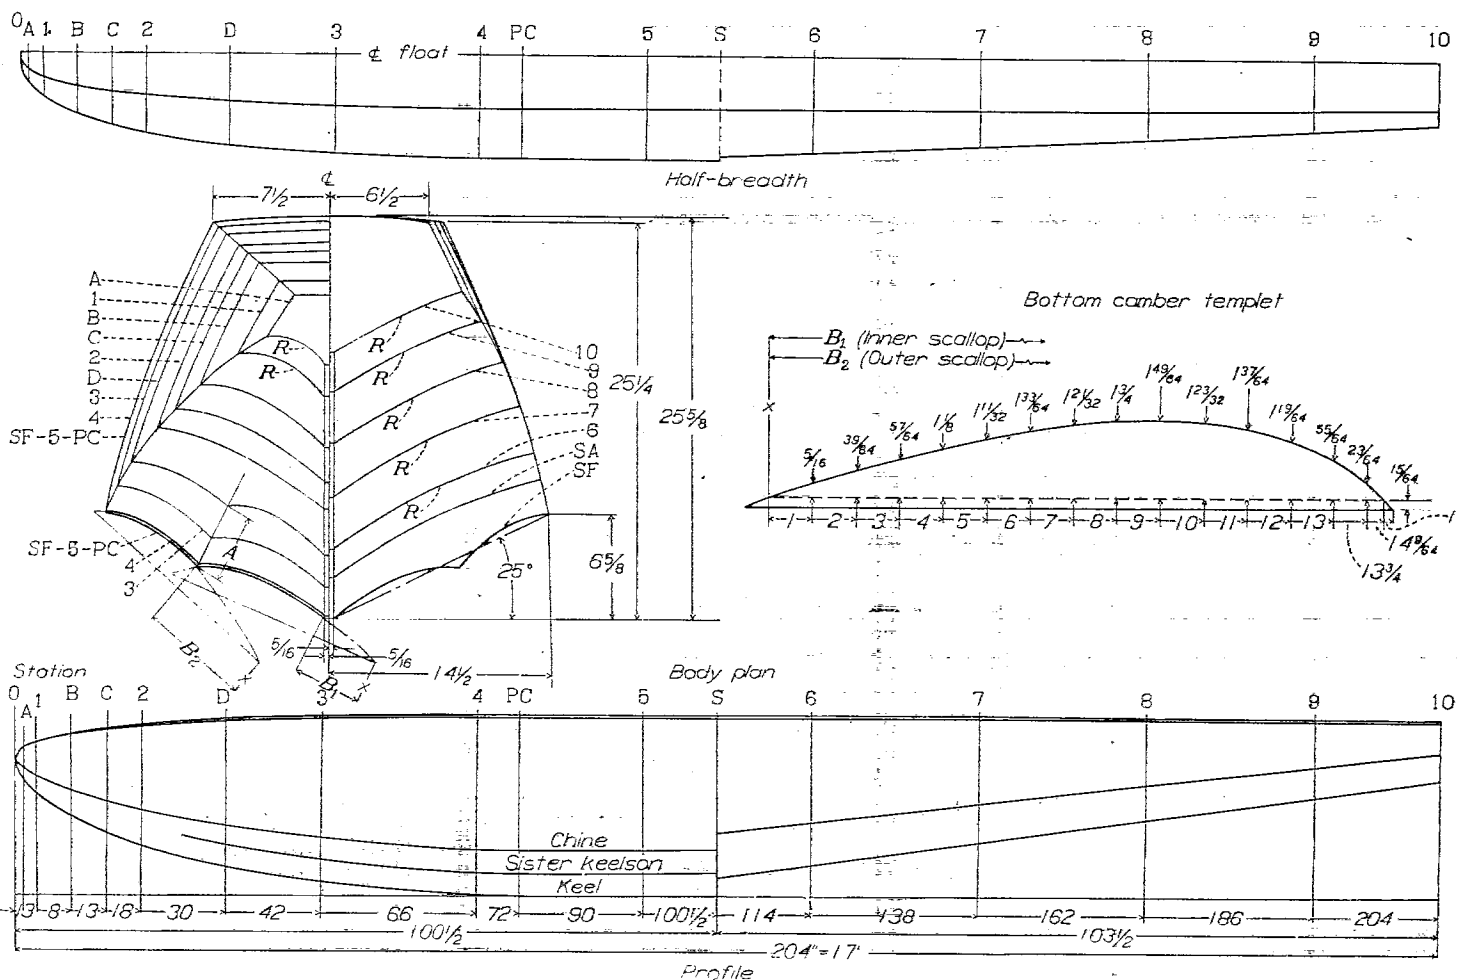 0 A 1 B C 2 D 3 4 PC 5 S 6 7 8 9 10
℄ float
Half-breadth
℄
7½ 6½
A
1
B
C
2
D
3
4
SF-5-PC
SF-5-PC
4
3
R R
R R R R R
10
9
8
7
6
SA
SF
25¼
25⅝
6⅝
25°
A
B₂
x
B₁
x
5/16 5/16
14½
Body plan
Bottom camber templet
B₁ (Inner scallop)
B₂ (Outer scallop)
x
5/16 39/64 57/64 1⅛ 1 11/32 1 33/64 1 21/32 1¾ 1 49/64 1 23/32 1 37/64 1 19/64 55/64 23/64 15/64
1 2 3 4 5 6 7 8 9 10 11 12 13
14 9/64
13¾
Station
0 A 1 B C 2 D 3 4 PC 5 S 6 7 8 9 10
Chine
Sister keelson
Keel
3 8 13 18 30 42 66 72 90 100½ 114 138 162 186 204
100½ 103½
204"=17'
Profile